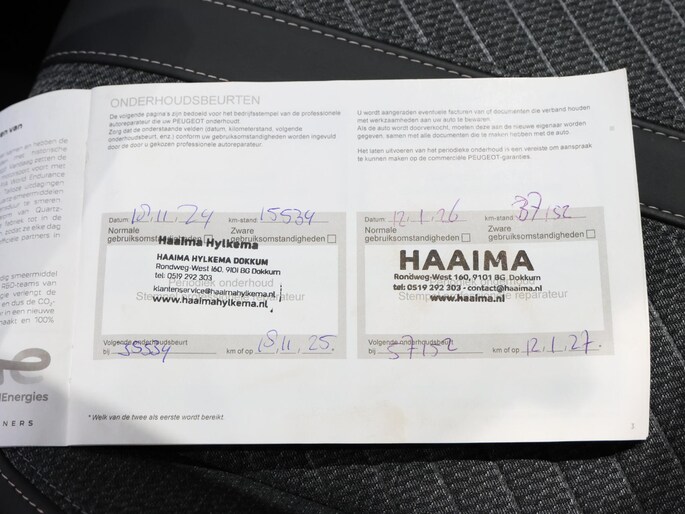 ONDERHOUDSBEURTEN
De volgende pagina's zijn bedoeld voor het bedrijfsstempel van de professionele
autoreparateur die uw PEUGEOT onderhoudt.
Zorg dat de onderstaande velden (datum, kilometerstand, volgende
onderhoudsbeurt, enz.) conform uw gebruiksomstandigheden worden ingevuld
door de door u gekozen professionele autoreparateur.
Datum: 18.11.24 km-stand: 15534
Normale gebruiksomstandigheden
Zware gebruiksomstandigheden
Haaima Hylkema
HAAIMA HYLKEMA DOKKUM
Rondweg-West 160, 9101 BG Dokkum
tel: 0519 292 303
Periodiek onderhoud
klantenservice@haaimahylkema.nl
www.haaimahylkema.nl
Volgende onderhoudsbeurt
bij 35534 km of op 18.11.25.
* Welk van de twee als eerste wordt bereikt.
U wordt aangeraden eventuele facturen van of documenten die verband houden
met werkzaamheden aan uw auto te bewaren.
Als de auto wordt doorverkocht, moeten deze aan de nieuwe eigenaar worden
gegeven, samen met alle documenten die te maken hebben met de auto.
Het laten uitvoeren van het periodieke onderhoud is een vereiste om aanspraak
te kunnen maken op de commerciële PEUGEOT-garanties.
Datum: 12.1.26 km-stand: 37152
Normale gebruiksomstandigheden
Zware gebruiksomstandigheden
HAAIMA
Rondweg-West 160, 9101 BG Dokkum
tel: 0519 292 303 - contact@haaima.nl
www.haaima.nl
Volgende onderhoudsbeurt
bij 57152 km of op 12.1.27.
Energies
NERS